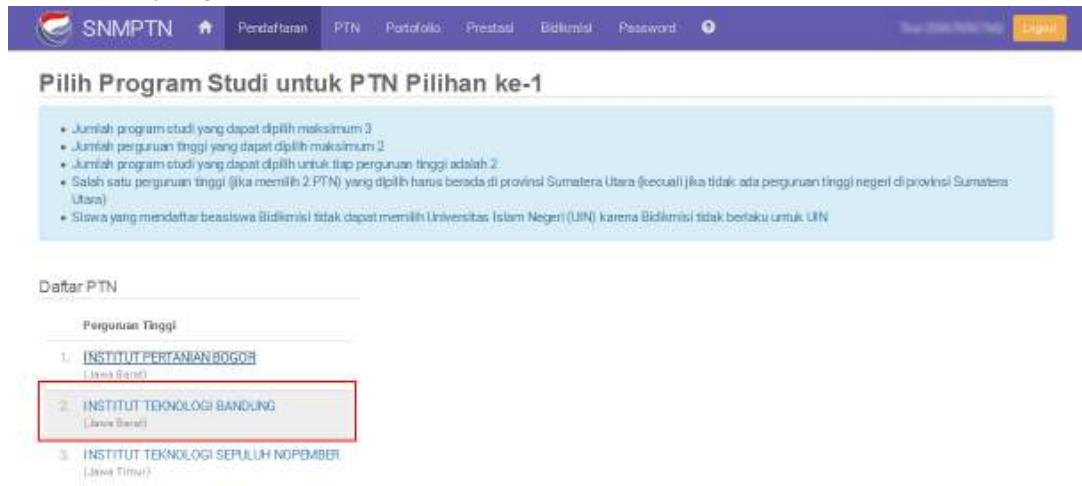 SNMPTN Pendaftaran PTN Portofolio Prestasi Bidikmisi Password Logout
Pilih Program Studi untuk PTN Pilihan ke-1
Jumlah program studi yang dapat dipilih maksimum 3
Jumlah perguruan tinggi yang dapat dipilih maksimum 2
Jumlah program studi yang dapat dipilih untuk tiap perguruan tinggi adalah 2
Salah satu perguruan tinggi (jika memilih 2 PTN) yang dipilih harus berada di provinsi Sumatera Utara (kecuali jika tidak ada perguruan tinggi negeri di provinsi Sumatera
Utara)
Siswa yang mendaftar beasiswa Bidikmisi tidak dapat memilih Universitas Islam Negeri (UIN) karena Bidikmisi tidak berlaku untuk UIN
Daftar PTN
Perguruan Tinggi
1. INSTITUT PERTANIAN BOGOR
(Jawa Barat)
2. INSTITUT TEKNOLOGI BANDUNG
(Jawa Barat)
3. INSTITUT TEKNOLOGI SEPULUH NOPEMBER
(Jawa Timur)